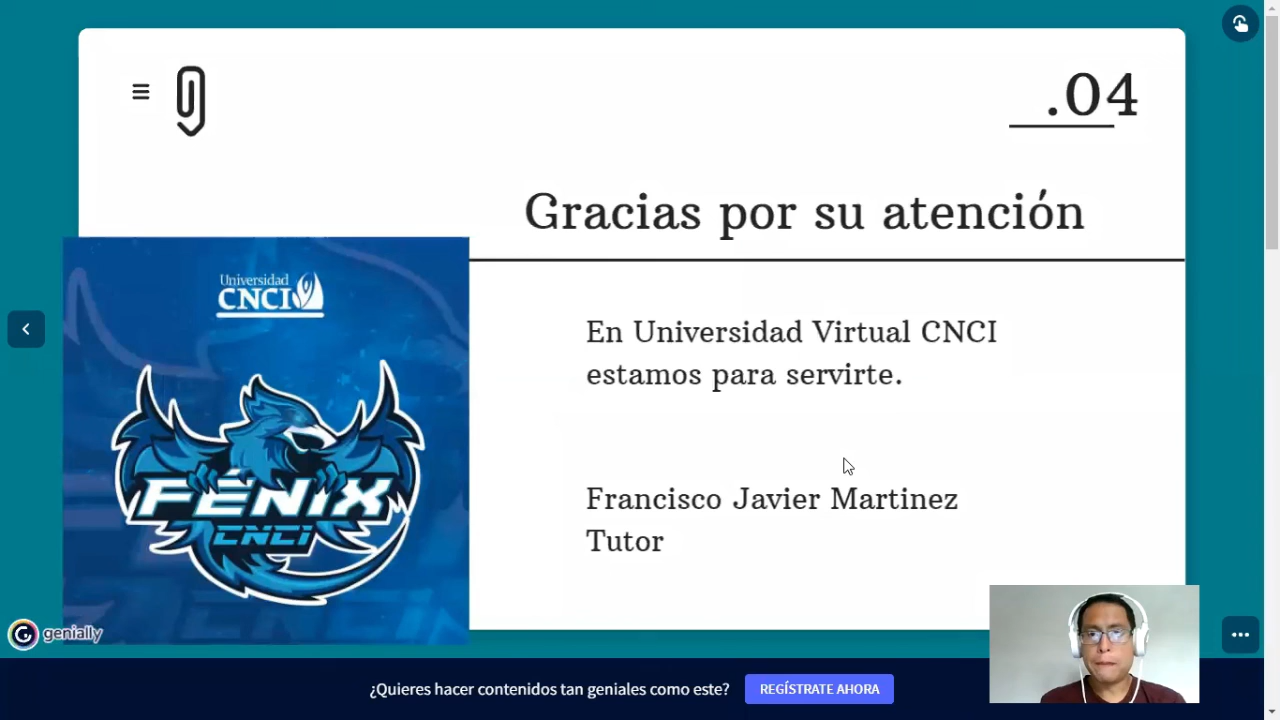 .04
Gracias por su atención
Universidad
CNCI
En Universidad Virtual CNCI
estamos para servirte.
FÉNIX
CNCI
Francisco Javier Martinez
Tutor
genially
¿Quieres hacer contenidos tan geniales como este?
REGÍSTRATE AHORA